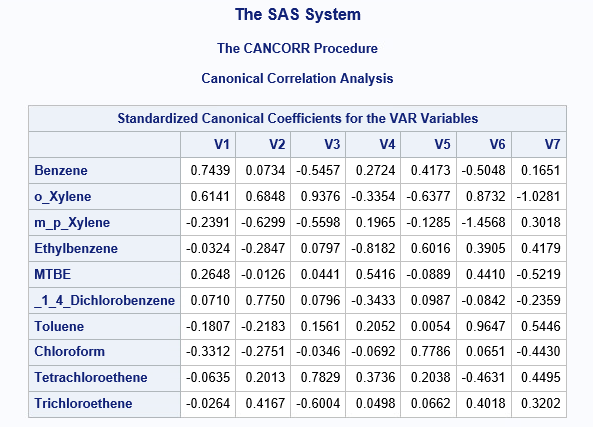 The SAS System
The CANCORR Procedure
Canonical Correlation Analysis
Standardized Canonical Coefficients for the VAR Variables
V1 V2 V3 V4 V5 V6 V7
Benzene 0.7439 0.0734 -0.5457 0.2724 0.4173 -0.5048 0.1651
o_Xylene 0.6141 0.6848 0.9376 -0.3354 -0.6377 0.8732 -1.0281
m_p_Xylene -0.2391 -0.6299 -0.5598 0.1965 -0.1285 -1.4568 0.3018
Ethylbenzene -0.0324 -0.2847 0.0797 -0.8182 0.6016 0.3905 0.4179
MTBE 0.2648 -0.0126 0.0441 0.5416 -0.0889 0.4410 -0.5219
_1_4_Dichlorobenzene 0.0710 0.7750 0.0796 -0.3433 0.0987 -0.0842 -0.2359
Toluene -0.1807 -0.2183 0.1561 0.2052 0.0054 0.9647 0.5446
Chloroform -0.3312 -0.2751 -0.0346 -0.0692 0.7786 0.0651 -0.4430
Tetrachloroethene -0.0635 0.2013 0.7829 0.3736 0.2038 -0.4631 0.4495
Trichloroethene -0.0264 0.4167 -0.6004 0.0498 0.0662 0.4018 0.3202